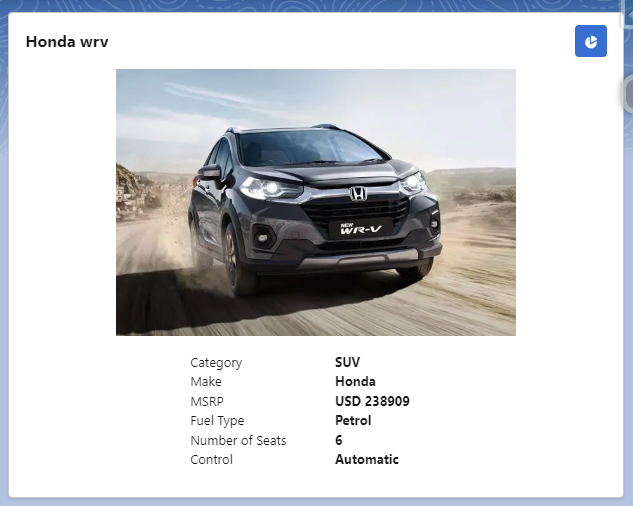 Honda wrv
NEW
WR-V
Category SUV
Make Honda
MSRP USD 238909
Fuel Type Petrol
Number of Seats 6
Control Automatic